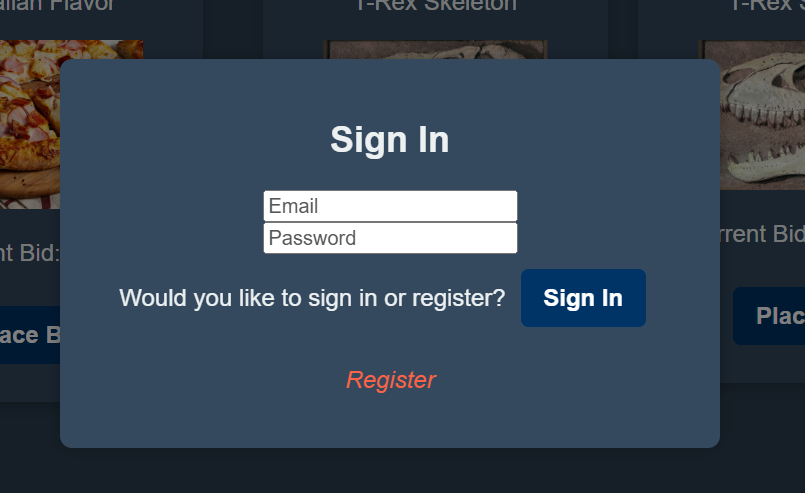 alian Flavor
T-Rex Skeleton
T-Rex S
Sign In
Email
Password
nt Bid:
rrent Bid
Would you like to sign in or register?
Sign In
ace B
Plac
Register